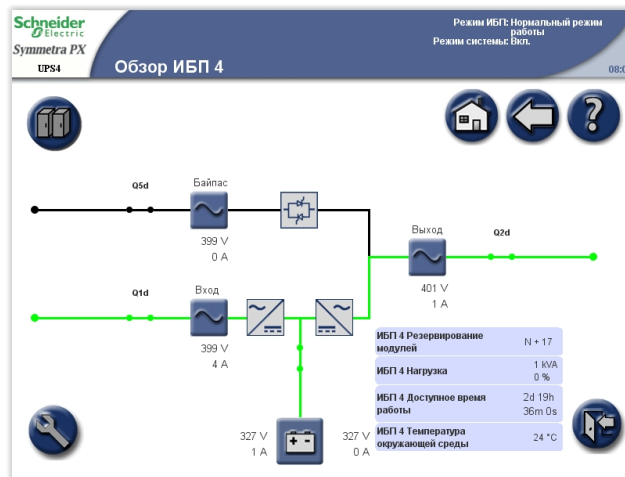 Schneider
Electric
Symmetra PX
UPS4
Обзор ИБП 4
Режим ИБП: Нормальный режим
работы
Режим системы: Вкл.
08:0
Q5d
Байпас
399 V
0 A
Выход
Q2d
401 V
1 A
Q1d
Вход
399 V
4 A
ИБП 4 Резервирование
модулей
N + 17
ИБП 4 Нагрузка
1 kVA
0 %
ИБП 4 Доступное время
работы
2d 19h
36m 0s
ИБП 4 Температура
окружающей среды
24 °C
327 V
1 A
327 V
0 A